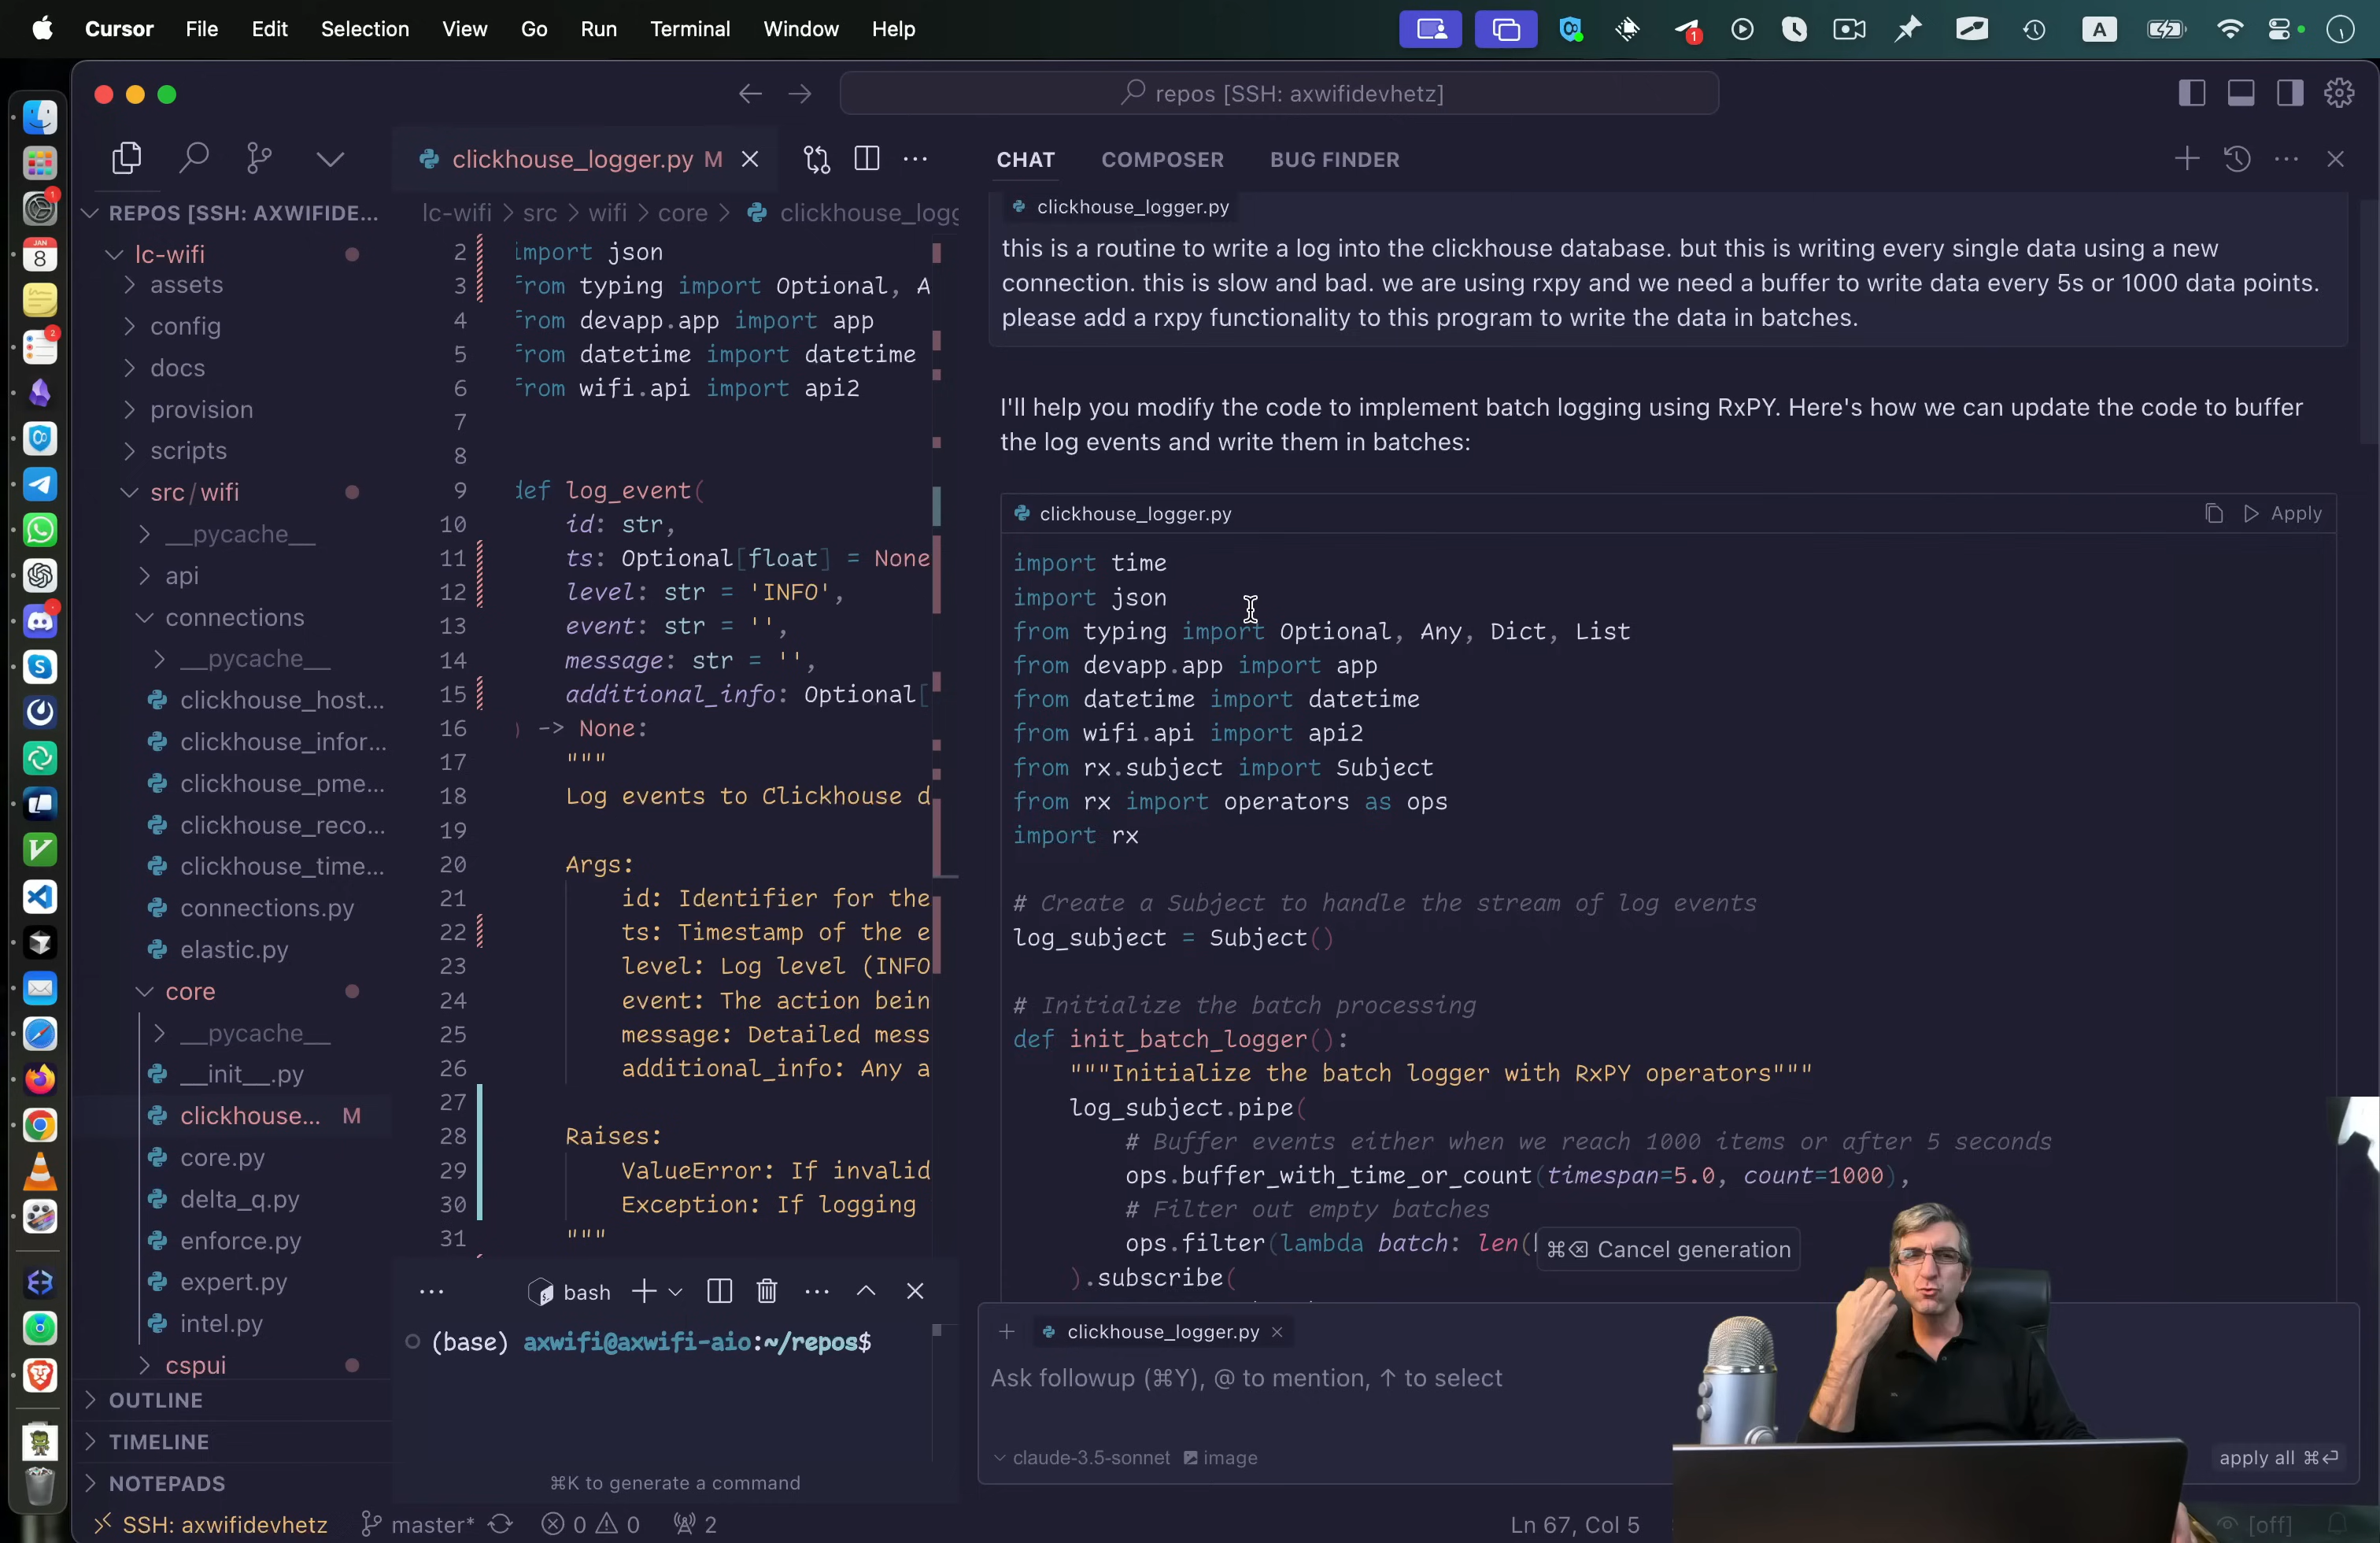 Cursor File Edit Selection View Go Run Terminal Window Help
1
A
repos [SSH: axwifidevhetz]
JAN
8
1
2
REPOS [SSH: AXWIFIDE...
lc-wifi
assets
config
docs
provision
scripts
src/wifi
__pycache__
api
connections
__pycache__
clickhouse_host...
clickhouse_infor...
clickhouse_pme...
clickhouse_reco...
clickhouse_time...
connections.py
elastic.py
core
__pycache__
__init__.py
clickhouse... M
core.py
delta_q.py
enforce.py
expert.py
intel.py
cspui
OUTLINE
TIMELINE
NOTEPADS
clickhouse_logger.py M
lc-wifi > src > wifi > core > clickhouse_logg
2 import json
3 from typing import Optional, A
4 from devapp.app import app
5 from datetime import datetime
6 from wifi.api import api2
7
8
9 def log_event(
10 id: str,
11 ts: Optional[float] = None
12 level: str = 'INFO',
13 event: str = '',
14 message: str = '',
15 additional_info: Optional[
16 ) -> None:
17 """
18 Log events to Clickhouse d
19
20 Args:
21 id: Identifier for the
22 ts: Timestamp of the e
23 level: Log level (INFO
24 event: The action bein
25 message: Detailed mess
26 additional_info: Any a
27
28 Raises:
29 ValueError: If invalid
30 Exception: If logging
31 """
... bash
(base) axwifi@axwifi-aio:~/repos$
⌘K to generate a command
CHAT COMPOSER BUG FINDER
clickhouse_logger.py
this is a routine to write a log into the clickhouse database. but this is writing every single data using a new
connection. this is slow and bad. we are using rxpy and we need a buffer to write data every 5s or 1000 data points.
please add a rxpy functionality to this program to write the data in batches.
I'll help you modify the code to implement batch logging using RxPY. Here's how we can update the code to buffer
the log events and write them in batches:
clickhouse_logger.py Apply
import time
import json
from typing import Optional, Any, Dict, List
from devapp.app import app
from datetime import datetime
from wifi.api import api2
from rx.subject import Subject
from rx import operators as ops
import rx
# Create a Subject to handle the stream of log events
log_subject = Subject()
# Initialize the batch processing
def init_batch_logger():
"""Initialize the batch logger with RxPY operators"""
log_subject.pipe(
# Buffer events either when we reach 1000 items or after 5 seconds
ops.buffer_with_time_or_count(timespan=5.0, count=1000),
# Filter out empty batches
ops.filter(lambda batch: len(
⌘⌫ Cancel generation
).subscribe(
+ clickhouse_logger.py ×
Ask followup (⌘Y), @ to mention, ↑ to select
claude-3.5-sonnet image
apply all ⌘⏎
SSH: axwifidevhetz master* 0 0 2
Ln 67, Col 5
[off]